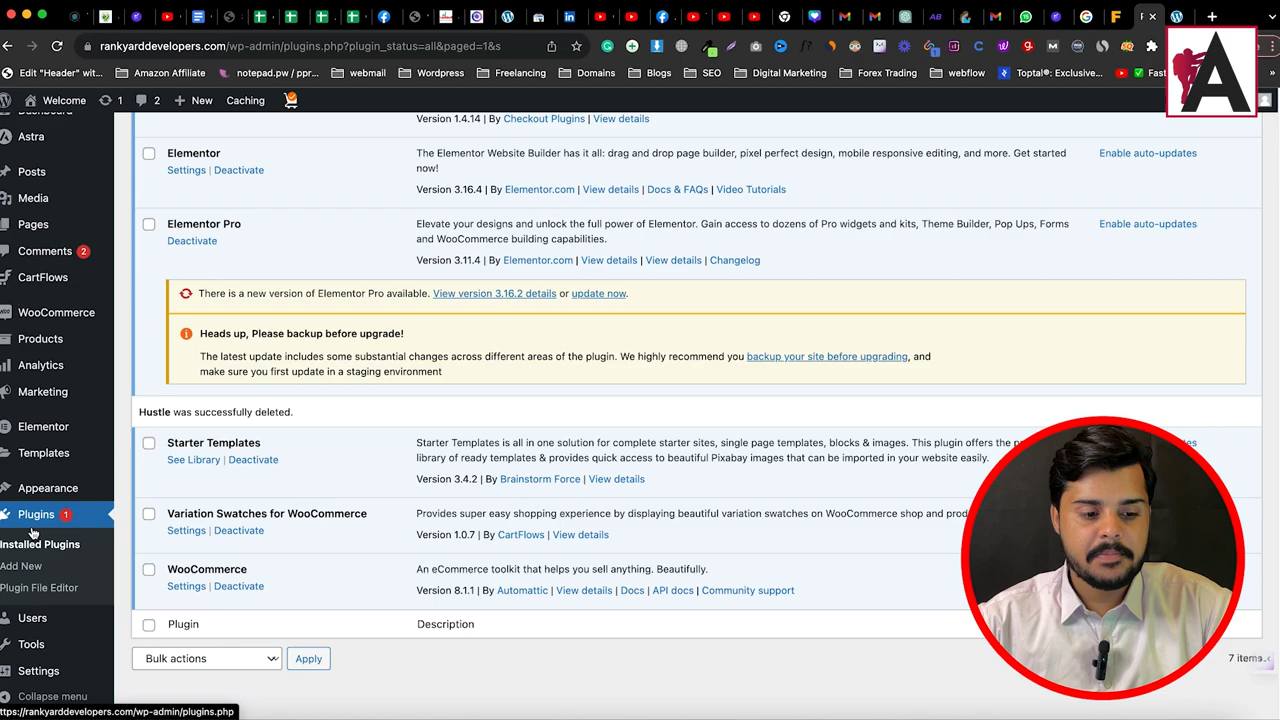 rankyarddevelopers.com/wp-admin/plugins.php?plugin_status=all&paged=1&s
Edit "Header" wit...
Amazon Affiliate
notepad.pw / ppr...
webmail
Wordpress
Freelancing
Domains
Blogs
SEO
Digital Marketing
Forex Trading
webflow
Toptal®: Exclusive...
A
Welcome
1
2
New
Caching
Astra
Posts
Media
Pages
Comments 2
CartFlows
WooCommerce
Products
Analytics
Marketing
Elementor
Templates
Appearance
Plugins 1
Installed Plugins
Add New
Plugin File Editor
Users
Tools
Settings
Collapse menu
Version 1.4.14 | By Checkout Plugins | View details
Elementor
Settings | Deactivate
The Elementor Website Builder has it all: drag and drop page builder, pixel perfect design, mobile responsive editing, and more. Get started
now!
Version 3.16.4 | By Elementor.com | View details | Docs & FAQs | Video Tutorials
Enable auto-updates
Elementor Pro
Deactivate
Elevate your designs and unlock the full power of Elementor. Gain access to dozens of Pro widgets and kits, Theme Builder, Pop Ups, Forms
and WooCommerce building capabilities.
Version 3.11.4 | By Elementor.com | View details | View details | Changelog
Enable auto-updates
There is a new version of Elementor Pro available. View version 3.16.2 details or update now.
Heads up, Please backup before upgrade!
The latest update includes some substantial changes across different areas of the plugin. We highly recommend you backup your site before upgrading, and
make sure you first update in a staging environment
Hustle was successfully deleted.
Starter Templates
See Library | Deactivate
Starter Templates is all in one solution for complete starter sites, single page templates, blocks & images. This plugin offers the
library of ready templates & provides quick access to beautiful Pixabay images that can be imported in your website easily.
Version 3.4.2 | By Brainstorm Force | View details
Variation Swatches for WooCommerce
Settings | Deactivate
Provides super easy shopping experience by displaying beautiful variation swatches on WooCommerce shop and
Version 1.0.7 | By CartFlows | View details
WooCommerce
Settings | Deactivate
An eCommerce toolkit that helps you sell anything. Beautifully.
Version 8.1.1 | By Automattic | View details | Docs | API docs | Community support
Plugin
Description
Bulk actions
Apply
7 items
ttps://rankyarddevelopers.com/wp-admin/plugins.php